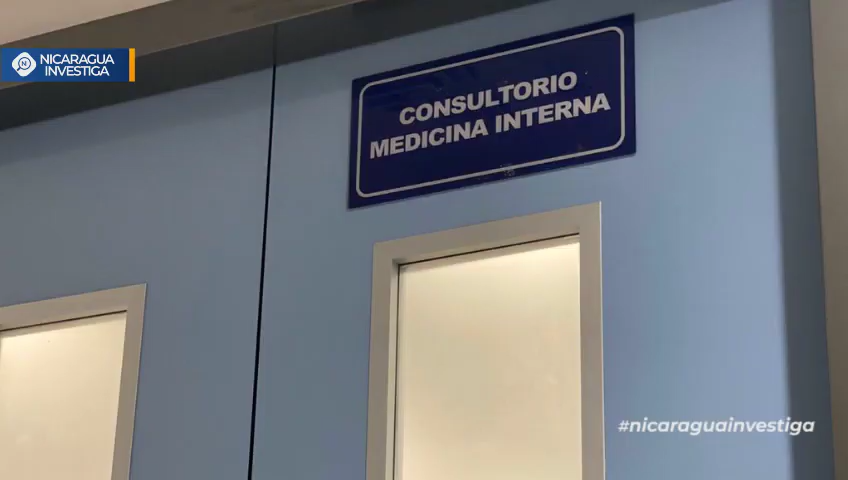 NICARAGUA
INVESTIGA
CONSULTORIO
MEDICINA INTERNA
#nicaraguainvestiga